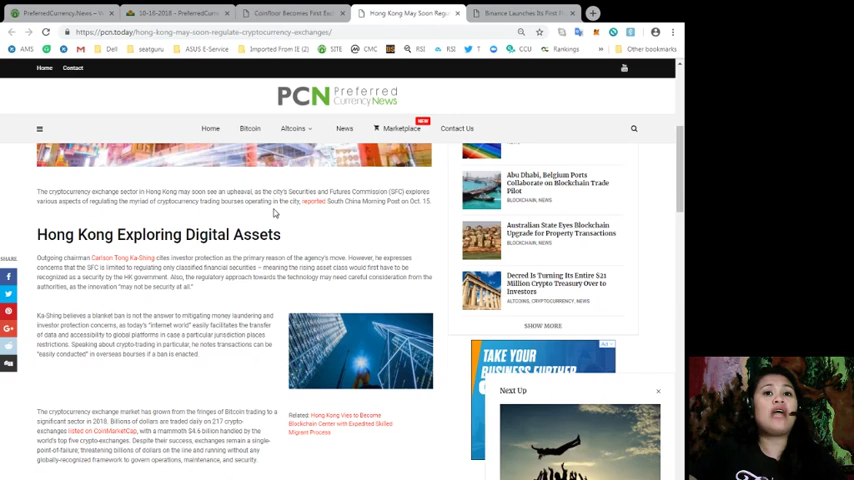 PreferredCurrency.News - W
10-16-2018 - PreferredCurr
Coinfloor Becomes First Exc
Hong Kong May Soon Regu
Binance Launches Its First F
https://pcn.today/hong-kong-may-soon-regulate-cryptocurrency-exchanges/
AMS
seatguru
ASUS E-Service
Imported From IE (2)
SITE
CMC
RSI
RSI
T
CCU
Rankings
Other bookmarks
Home Contact
PCN Preferred
Currency News
NEW
Home Bitcoin Altcoins News Marketplace Contact Us
The cryptocurrency exchange sector in Hong Kong may soon see an upheaval, as the city's Securities and Futures Commission (SFC) explores
various aspects of regulating the myriad of cryptocurrency trading bourses operating in the city, reported South China Morning Post on Oct. 15.
Hong Kong Exploring Digital Assets
Outgoing chairman Carlson Tong Ka-Shing cites investor protection as the primary reason of the agency's move. However, he expresses
concerns that the SFC is limited to regulating only classified financial securities – meaning the rising asset class would first have to be
recognized as a security by the HK government. Also, the regulatory approach towards the technology may need careful consideration from the
authorities, as the innovation "may not be security at all."
Ka-Shing believes a blanket ban is not the answer to mitigating money laundering and
investor protection concerns, as today's "internet world" easily facilitates the transfer
of data and accessibility to global platforms in case a particular jurisdiction places
restrictions. Speaking about crypto-trading in particular, he notes transactions can be
"easily conducted" in overseas bourses if a ban is enacted.
The cryptocurrency exchange market has grown from the fringes of Bitcoin trading to a
significant sector in 2018. Billions of dollars are traded daily on 217 crypto-
exchanges listed on CoinMarketCap, with a mammoth $4.6 billion handled by the
world's top five crypto-exchanges. Despite their success, exchanges remain a single-
point-of-failure; threatening billions of dollars on the line and running without any
globally-recognized framework to govern operations, maintenance, and security.
Related: Hong Kong Vies to Become
Blockchain Center with Expedited Skilled
Migrant Process
SHARE
Abu Dhabi, Belgium Ports
Collaborate on Blockchain Trade
Pilot
BLOCKCHAIN, NEWS
Australian State Eyes Blockchain
Upgrade for Property Transactions
BLOCKCHAIN, NEWS
Decred Is Turning Its Entire $21
Million Crypto Treasury Over to
Investors
ALTCOINS, CRYPTOCURRENCY, NEWS
SHOW MORE
Ad
TAKE YOUR
BUSINESS FURTHER
Next Up